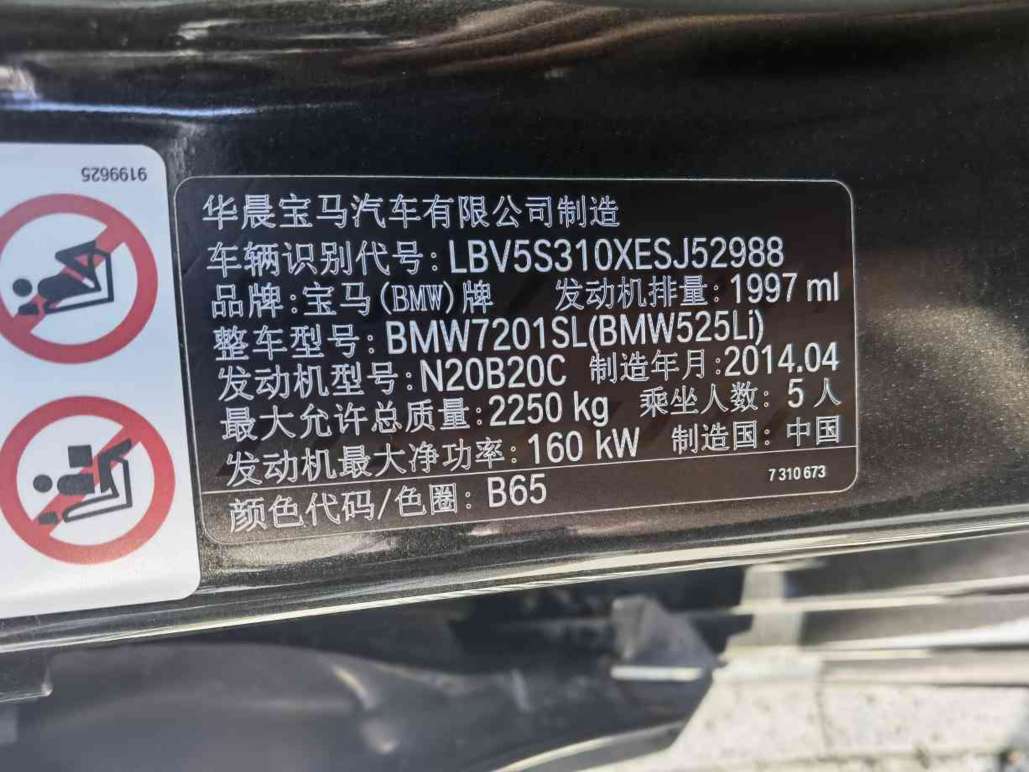 9199625
华晨宝马汽车有限公司制造
车辆识别代号:LBV5S310XESJ52988
品牌:宝马(BMW)牌 发动机排量:1997 ml
整车型号:BMW7201SL(BMW525Li)
发动机型号:N20B20C 制造年月:2014.04
最大允许总质量:2250 kg 乘坐人数:5 人
发动机最大净功率:160 kW 制造国:中国
7 310 673
颜色代码/色圈:B65